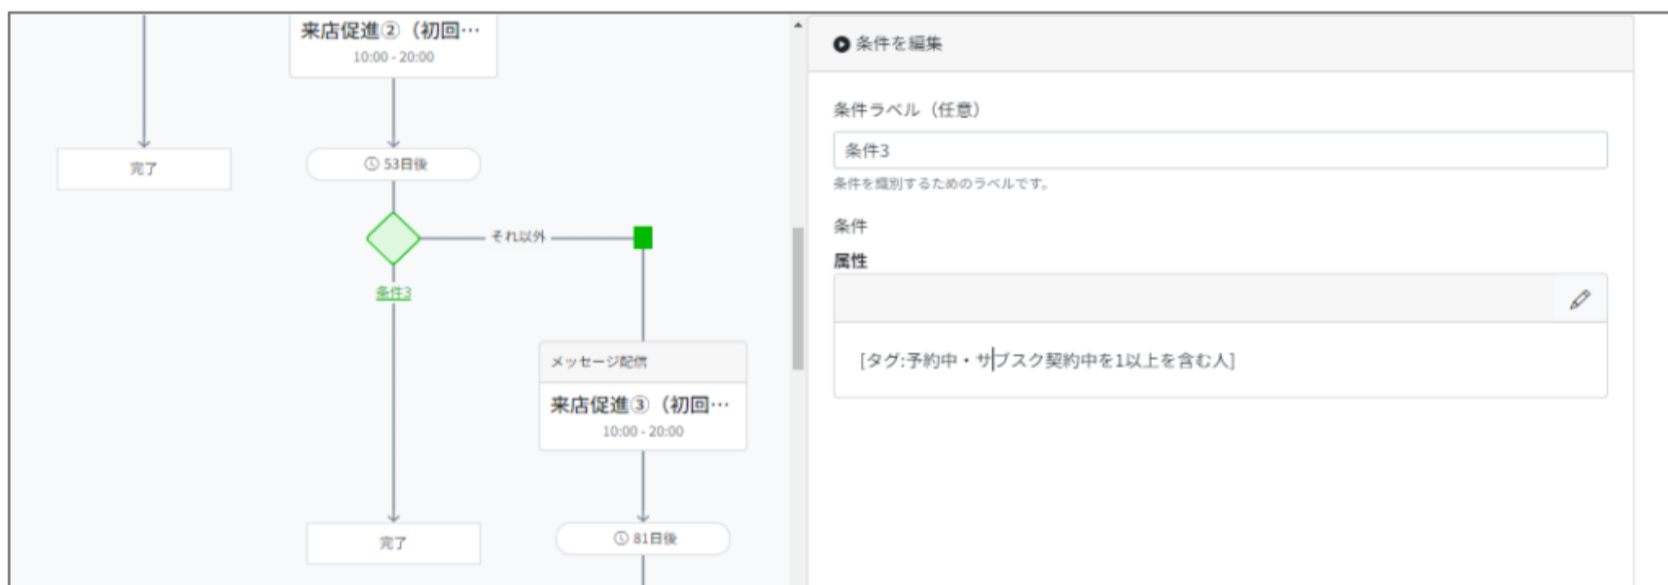 来店促進②（初回…
10:00 - 20:00
完了
53日後
それ以外
条件3
メッセージ配信
来店促進③（初回…
10:00 - 20:00
完了
81日後
条件を編集
条件ラベル（任意）
条件3
条件を識別するためのラベルです。
条件
属性
[タグ:予約中・サブスク契約中を1以上を含む人]